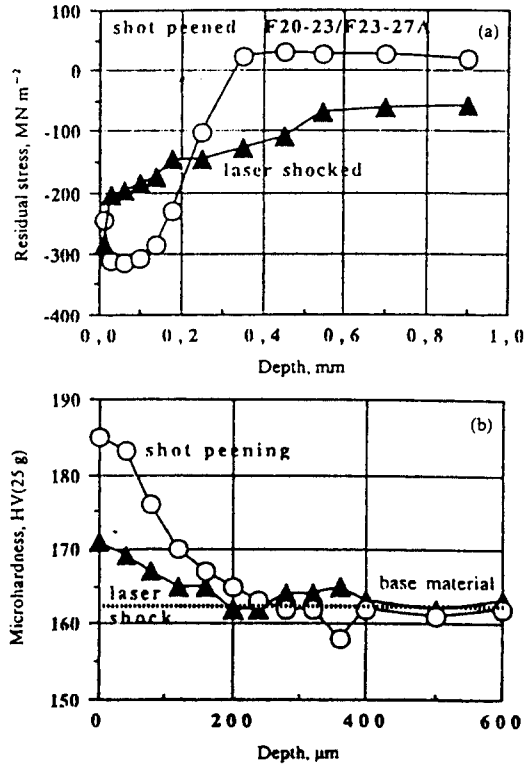 100
shot peened F20-23/F23-27A
(a)
50
0
-100
-200
-300
-400
Residual stress, MN m⁻²
laser shocked
0,0 0,2 0,4 0,6 0,8 1,0
Depth, mm
190
(b)
shot peening
180
170
160
150
Microhardness, HV(25 g)
laser
shock
base material
0 200 400 600
Depth, μm